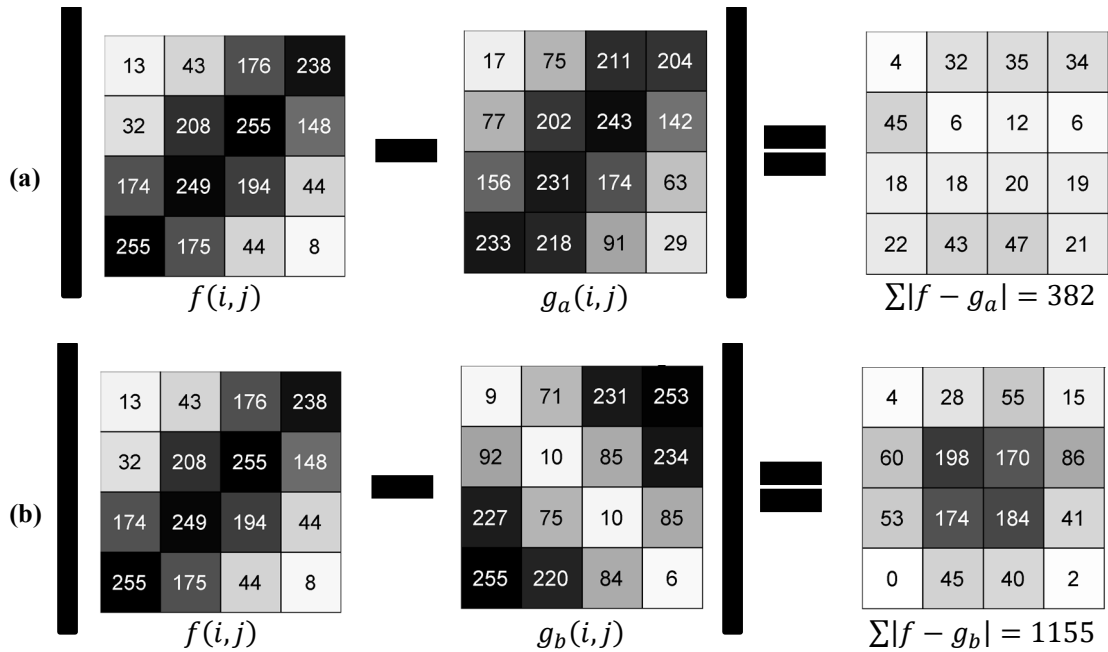 13 43 176 238
32 208 255 148
174 249 194 44
255 175 44 8
f(i,j)
17 75 211 204
77 202 243 142
156 231 174 63
233 218 91 29
g_a(i,j)
4 32 35 34
45 6 12 6
18 18 20 19
22 43 47 21
∑|f − g_a| = 382
(a)
13 43 176 238
32 208 255 148
174 249 194 44
255 175 44 8
f(i,j)
9 71 231 253
92 10 85 234
227 75 10 85
255 220 84 6
g_b(i,j)
4 28 55 15
60 198 170 86
53 174 184 41
0 45 40 2
∑|f − g_b| = 1155
(b)